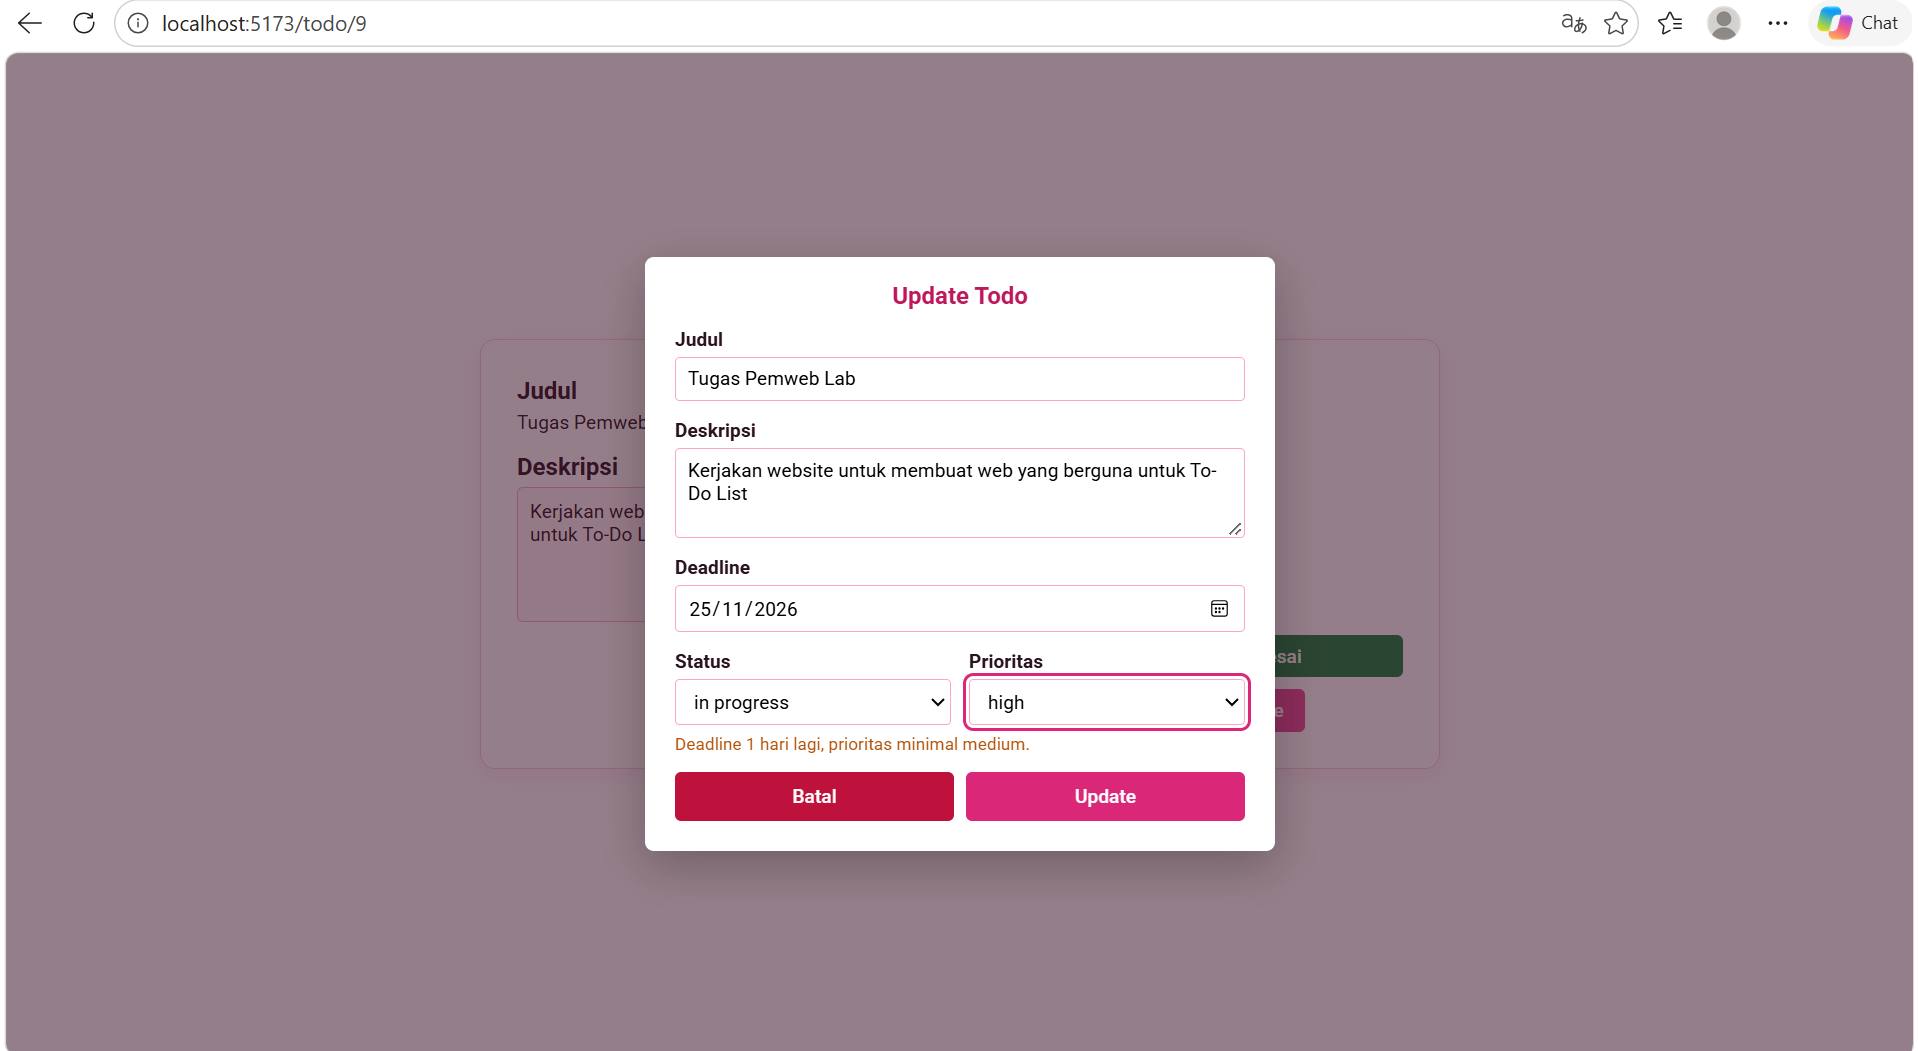 localhost:5173/todo/9
Chat
Update Todo
Judul
Tugas Pemweb Lab
Deskripsi
Kerjakan website untuk membuat web yang berguna untuk To-
Do List
Deadline
25/11/2026
Status
Prioritas
in progress
high
Deadline 1 hari lagi, prioritas minimal medium.
Batal
Update
Judul
Tugas Pemweb
Deskripsi
Kerjakan web
untuk To-Do L
esai
e